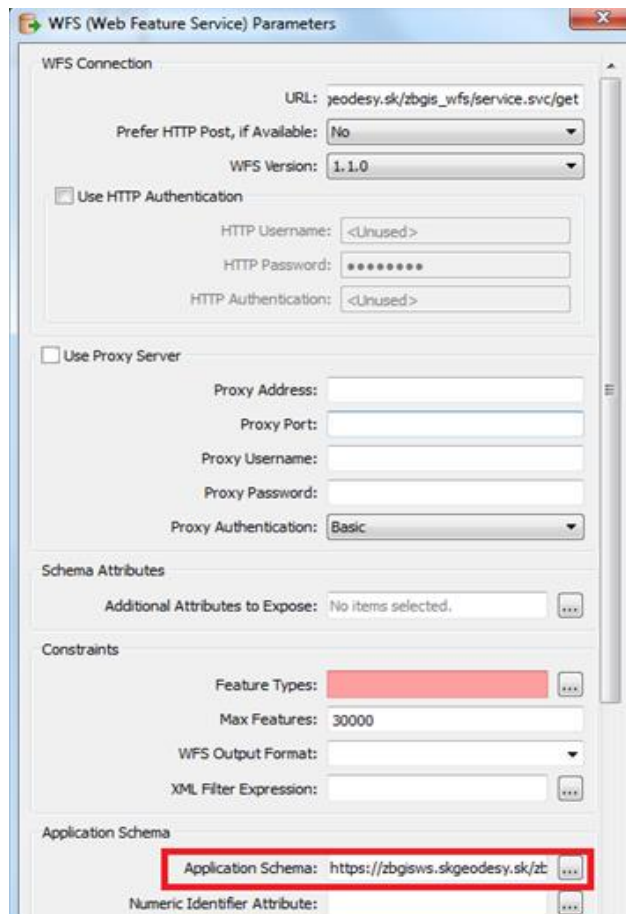 WFS (Web Feature Service) Parameters
WFS Connection
URL: geodesy.sk/zbgis_wfs/service.svc/get
Prefer HTTP Post, if Available: No
WFS Version: 1.1.0
Use HTTP Authentication
HTTP Username: <Unused>
HTTP Password: ●●●●●●●●
HTTP Authentication: <Unused>
Use Proxy Server
Proxy Address:
Proxy Port:
Proxy Username:
Proxy Password:
Proxy Authentication: Basic
Schema Attributes
Additional Attributes to Expose: No items selected. ...
Constraints
Feature Types: ...
Max Features: 30000
WFS Output Format:
XML Filter Expression: ...
Application Schema
Application Schema: https://zbgisws.skgeodesy.sk/zb ...
Numeric Identifier Attribute: ...